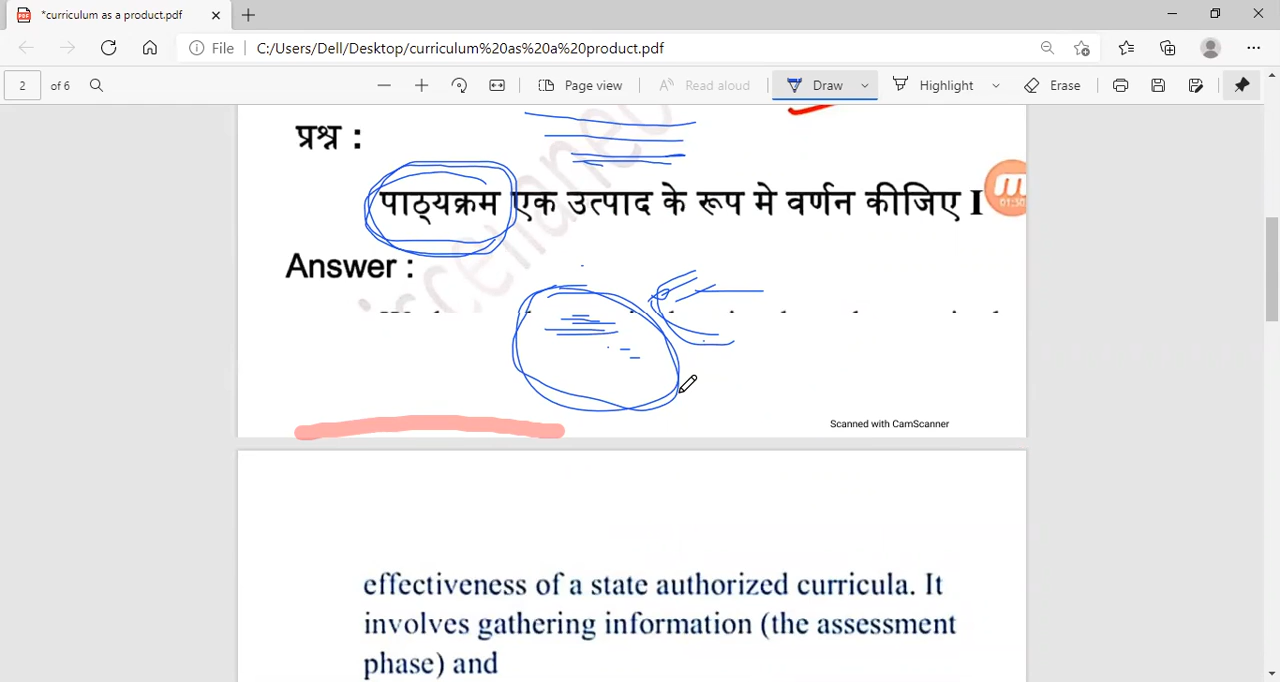 *curriculum as a product.pdf
File C:/Users/Dell/Desktop/curriculum%20as%20a%20product.pdf
2 of 6 Page view Read aloud Draw Highlight Erase
प्रश्न :
पाठ्यक्रम एक उत्पाद के रूप मे वर्णन कीजिए I
01:30
Answer :
Scanned with CamScanner
effectiveness of a state authorized curricula. It
involves gathering information (the assessment
phase) and